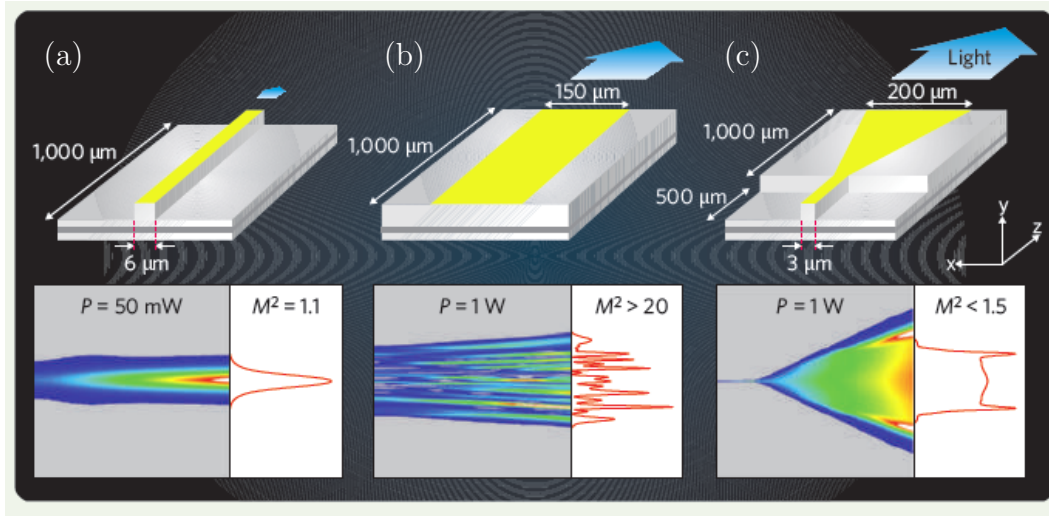 (a)
(b)
(c)
Light
150 µm
200 µm
1,000 µm
1,000 µm
1,000 µm
500 µm
6 µm
3 µm
y
z
x
P = 50 mW
M² = 1.1
P = 1 W
M² > 20
P = 1 W
M² < 1.5